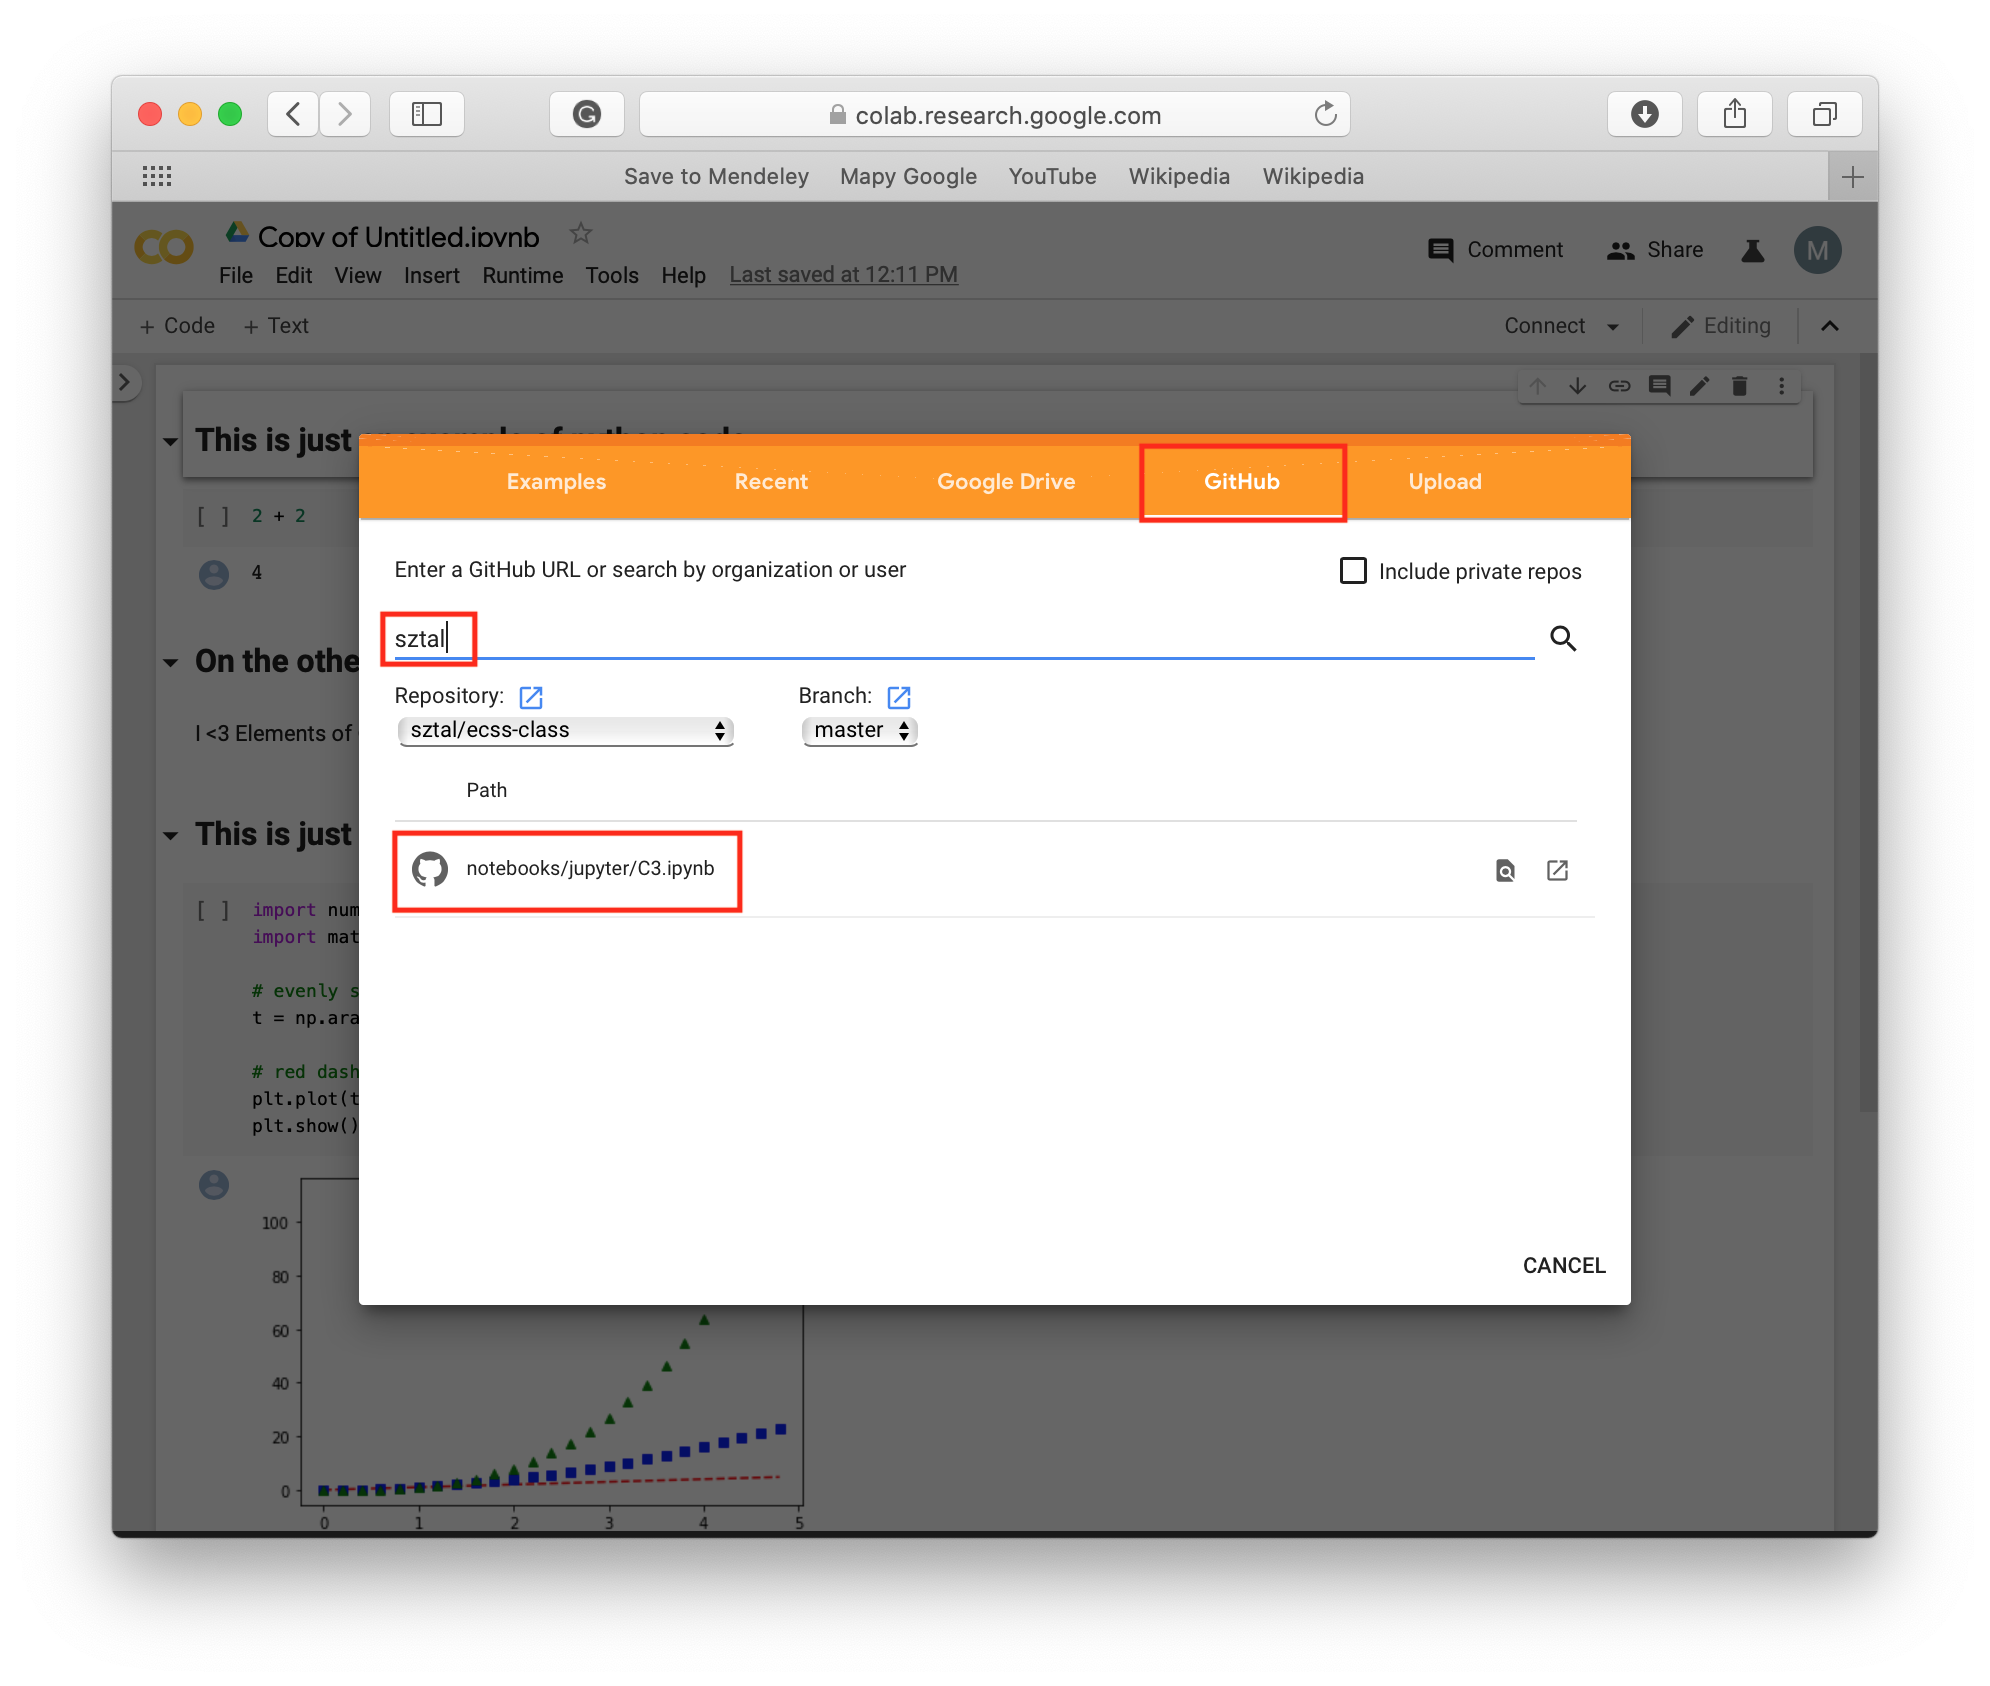 colab.research.google.com
Save to Mendeley Mapy Google YouTube Wikipedia Wikipedia
Copy of Untitled.ipynb
Comment Share M
File Edit View Insert Runtime Tools Help Last saved at 12:11 PM
+ Code + Text Connect Editing
This is just
Examples Recent Google Drive GitHub Upload
[ ] 2 + 2
Enter a GitHub URL or search by organization or user Include private repos
4
sztal
On the othe
Repository: Branch:
sztal/ecss-class master
I <3 Elements of
Path
This is just
notebooks/jupyter/C3.ipynb
[ ] import num
import mat
# evenly s
t = np.ara
# red dash
plt.plot(t
plt.show()
CANCEL
100
80
60
40
20
0
0 1 2 3 4 5